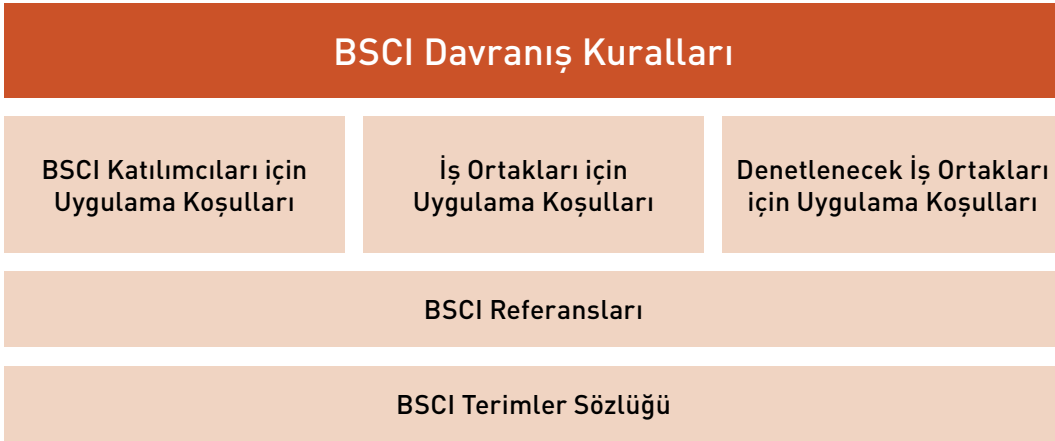 BSCI Davranış Kuralları
BSCI Katılımcıları için
Uygulama Koşulları
İş Ortakları için
Uygulama Koşulları
Denetlenecek İş Ortakları
için Uygulama Koşulları
BSCI Referansları
BSCI Terimler Sözlüğü